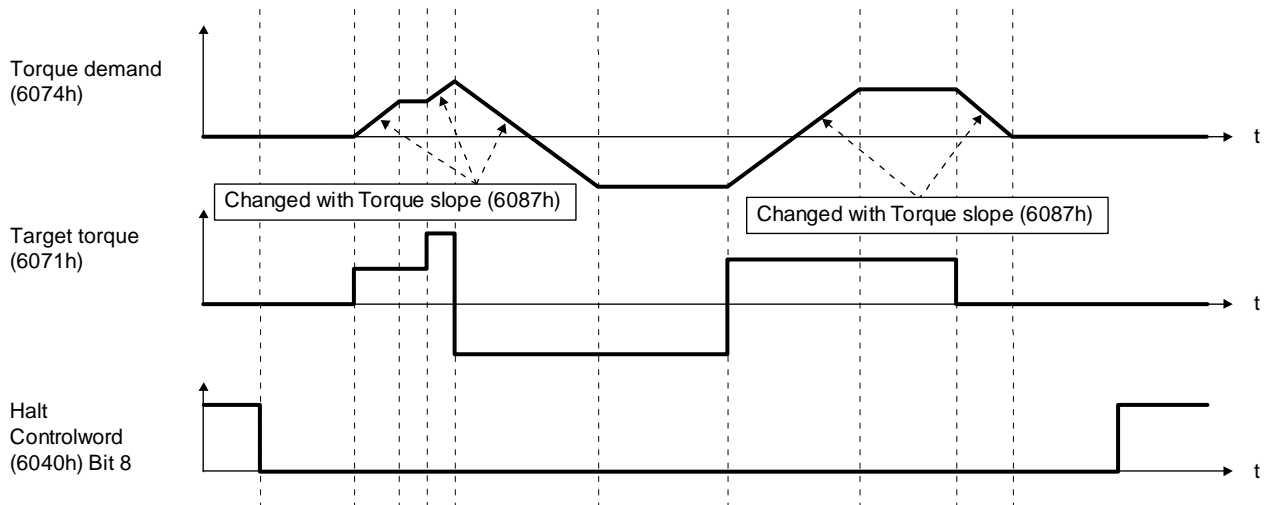 Torque demand
(6074h)
t
Changed with Torque slope (6087h)
Changed with Torque slope (6087h)
Target torque
(6071h)
t
Halt
Controlword
(6040h) Bit 8
t